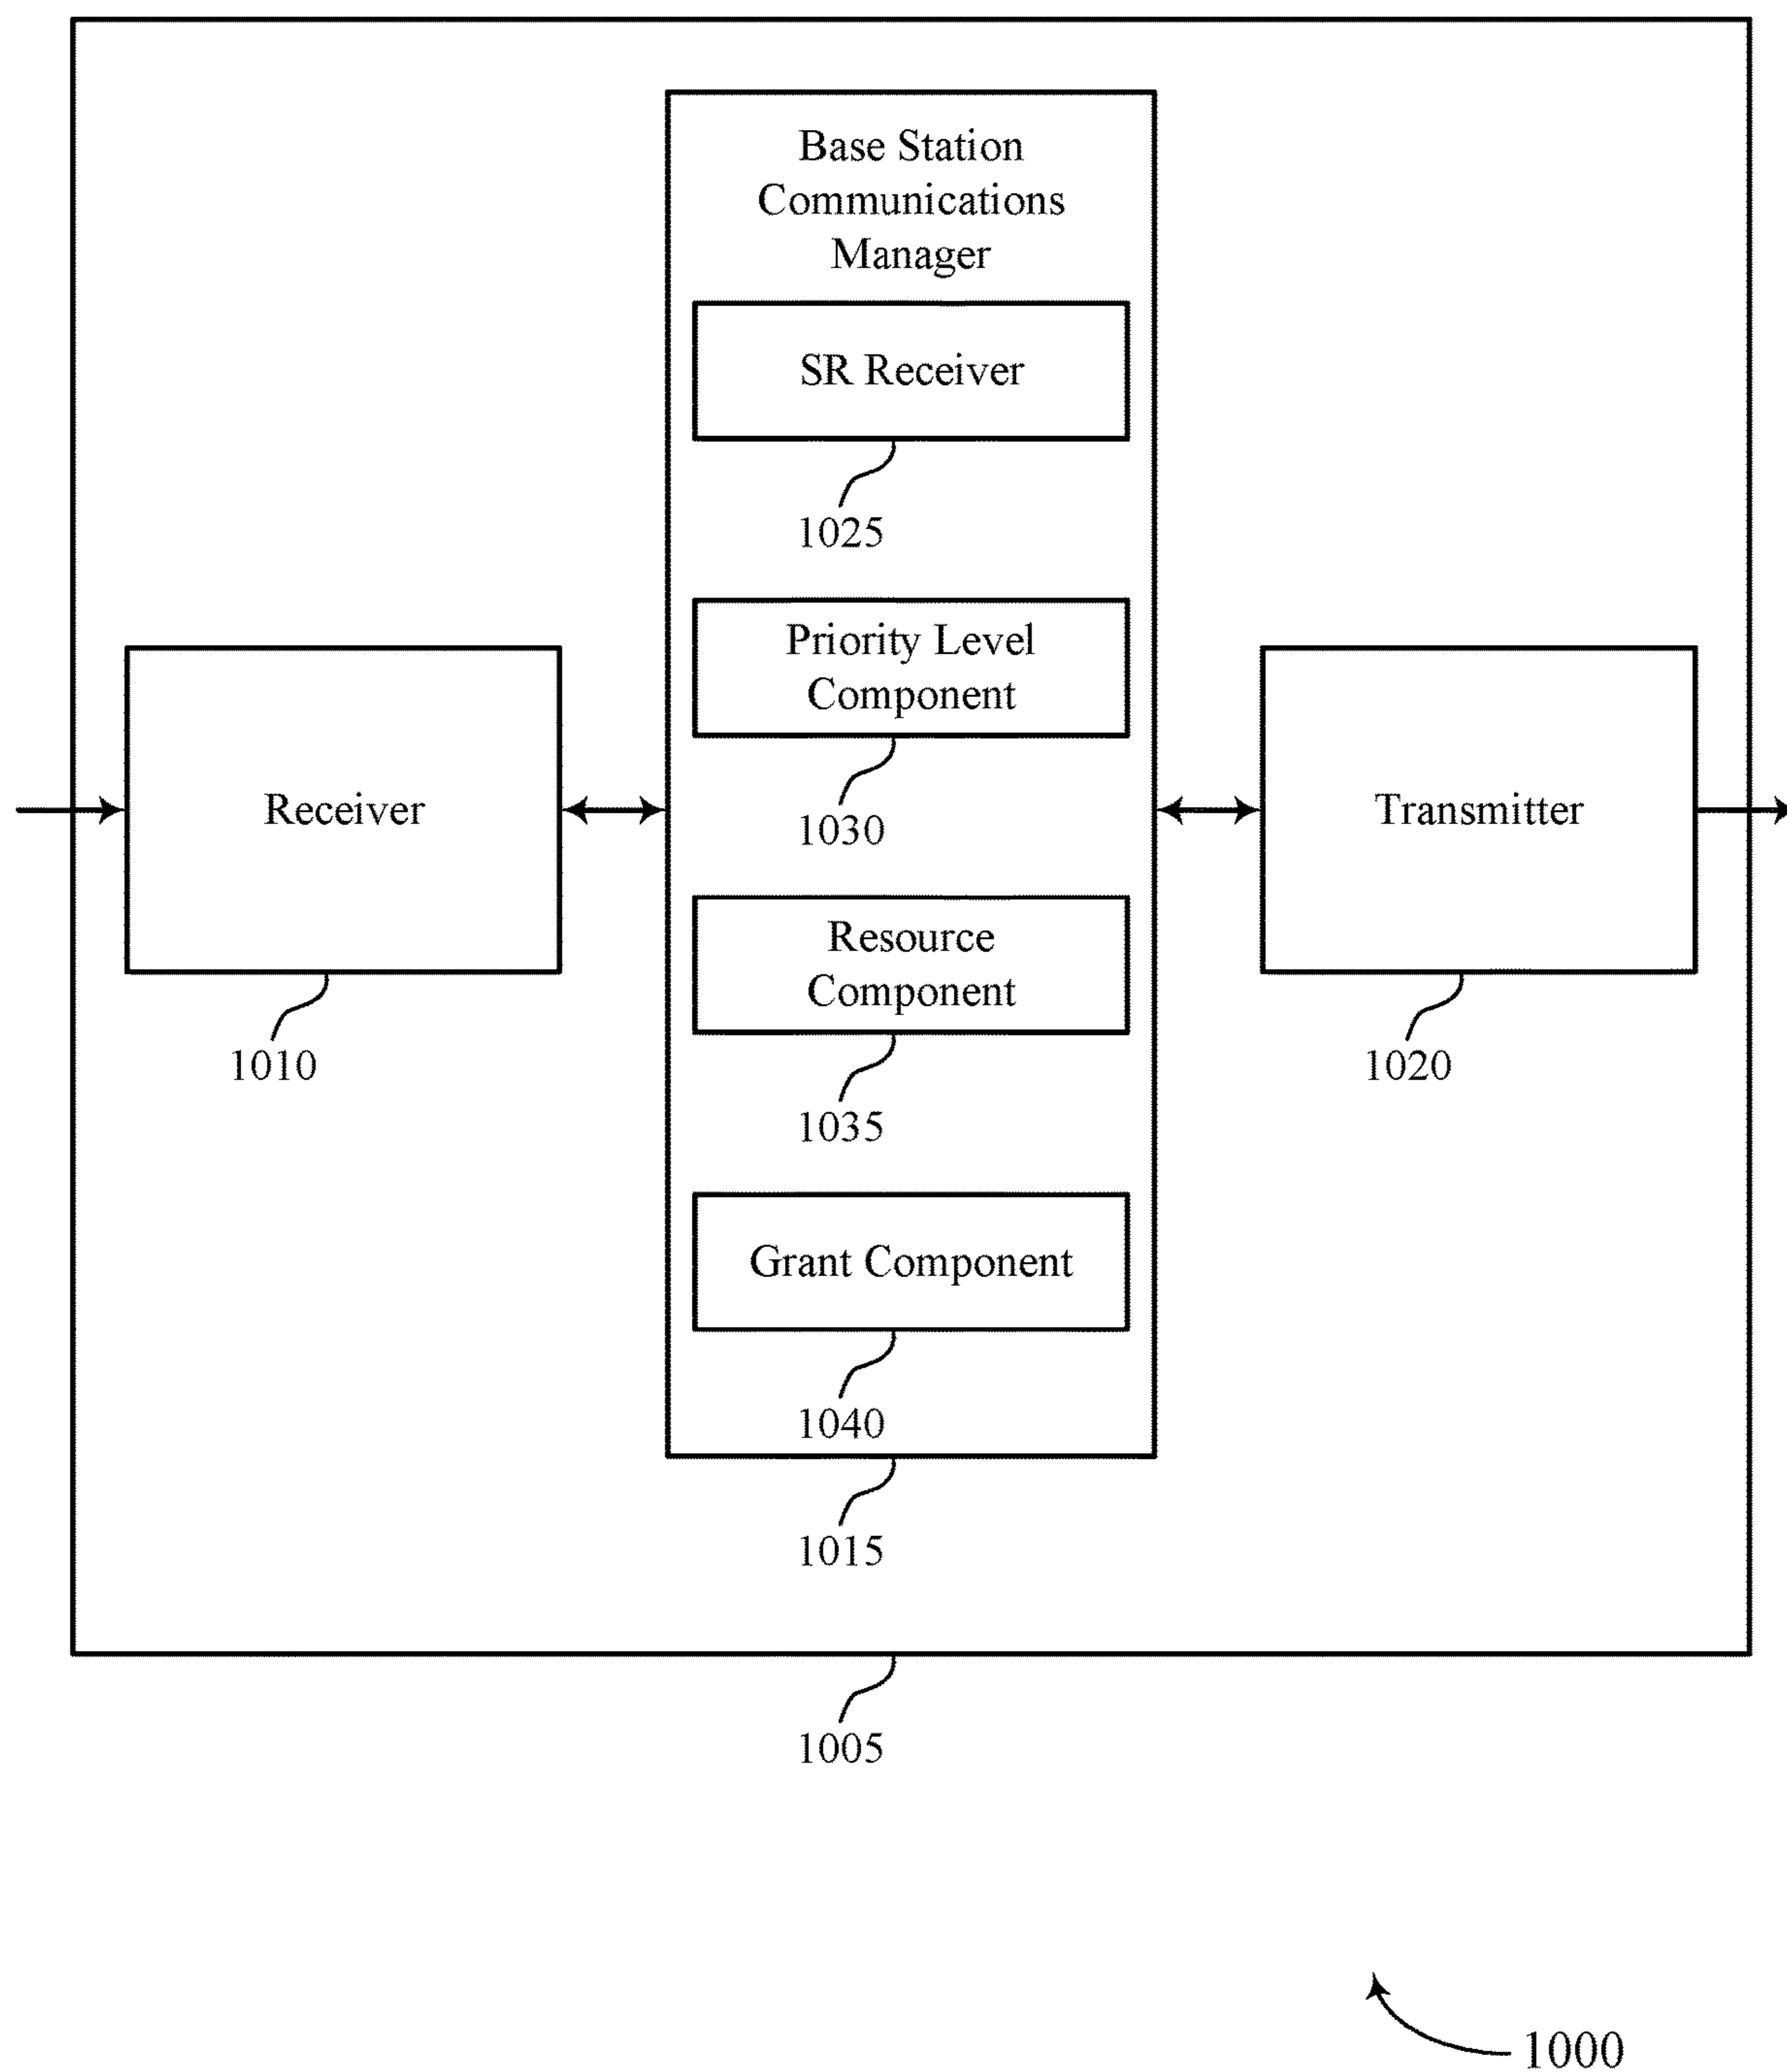 Base Station
Communications
Manager
SR Receiver
1025
Priority Level
Component
1030
Receiver
1010
Transmitter
1020
Resource
Component
1035
Grant Component
1040
1015
1005
1000